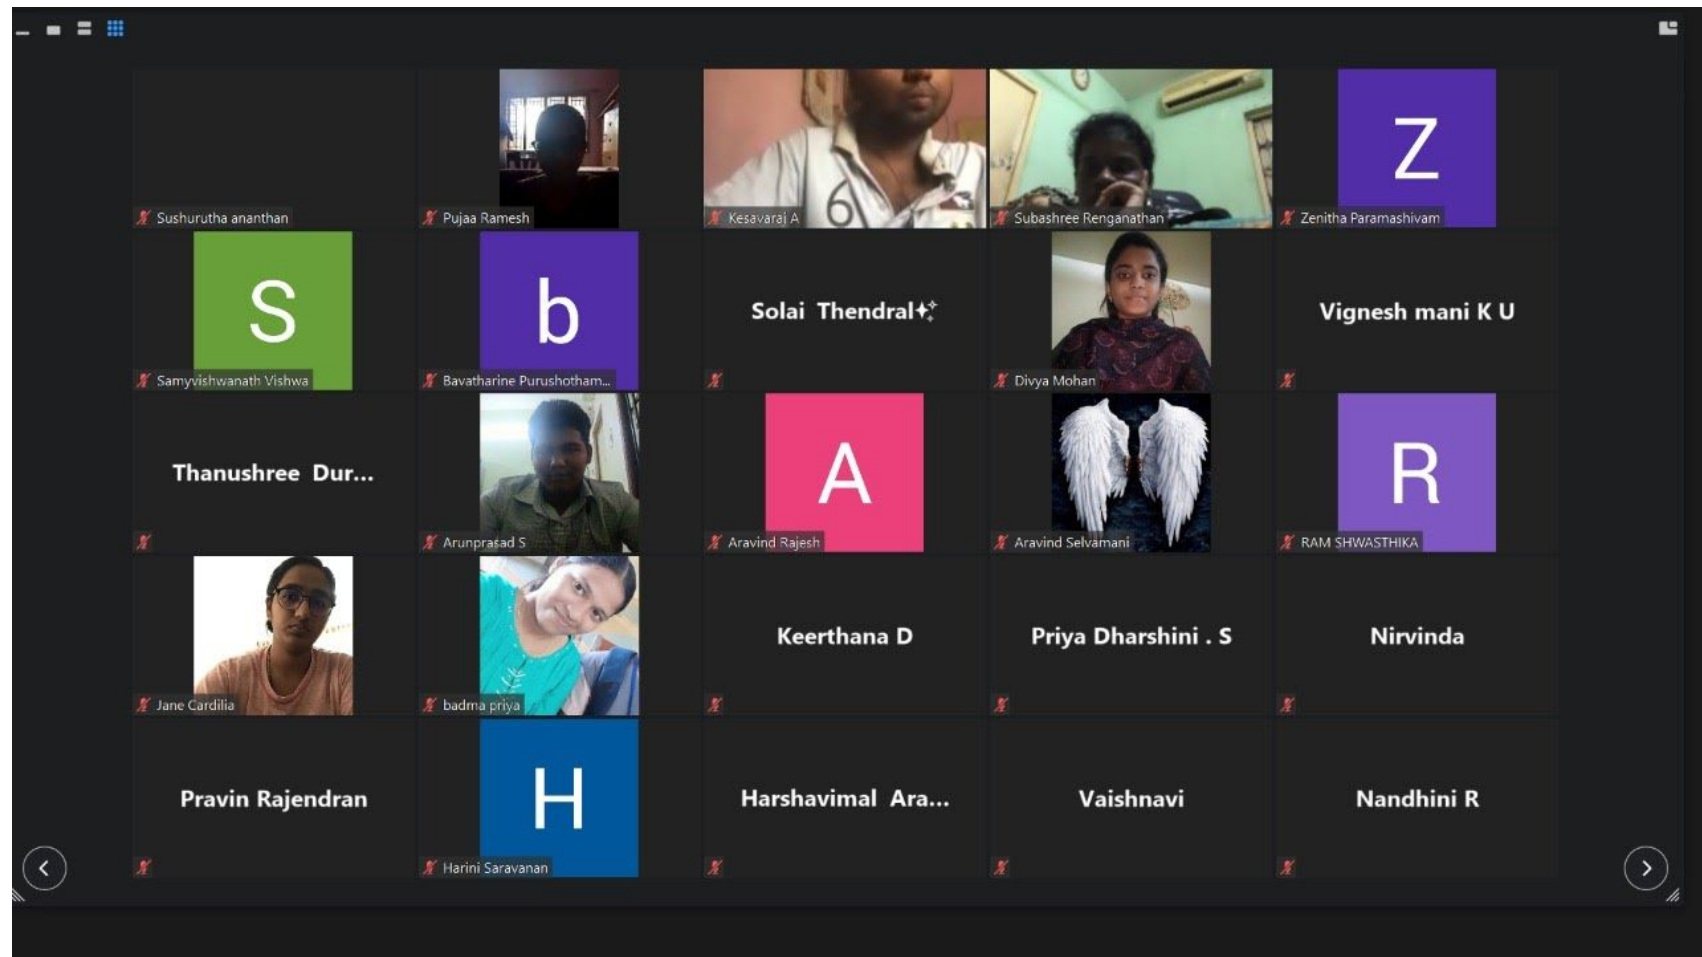 Sushurutha ananthan
Pujaa Ramesh
Kesavaraj A
6
Subashree Renganathan
Z
Zenitha Paramashivam
S
Samyvishwanath Vishwa
b
Bavatharine Purushotham...
Solai Thendral
Divya Mohan
Vignesh mani K U
Thanushree Dur...
Arunprasad S
A
Aravind Rajesh
Aravind Selvamani
R
RAM SHWASTHIKA
Jane Cardilia
badma priya
Keerthana D
Priya Dharshini . S
Nirvinda
Pravin Rajendran
H
Harini Saravanan
Harshavimal Ara...
Vaishnavi
Nandhini R